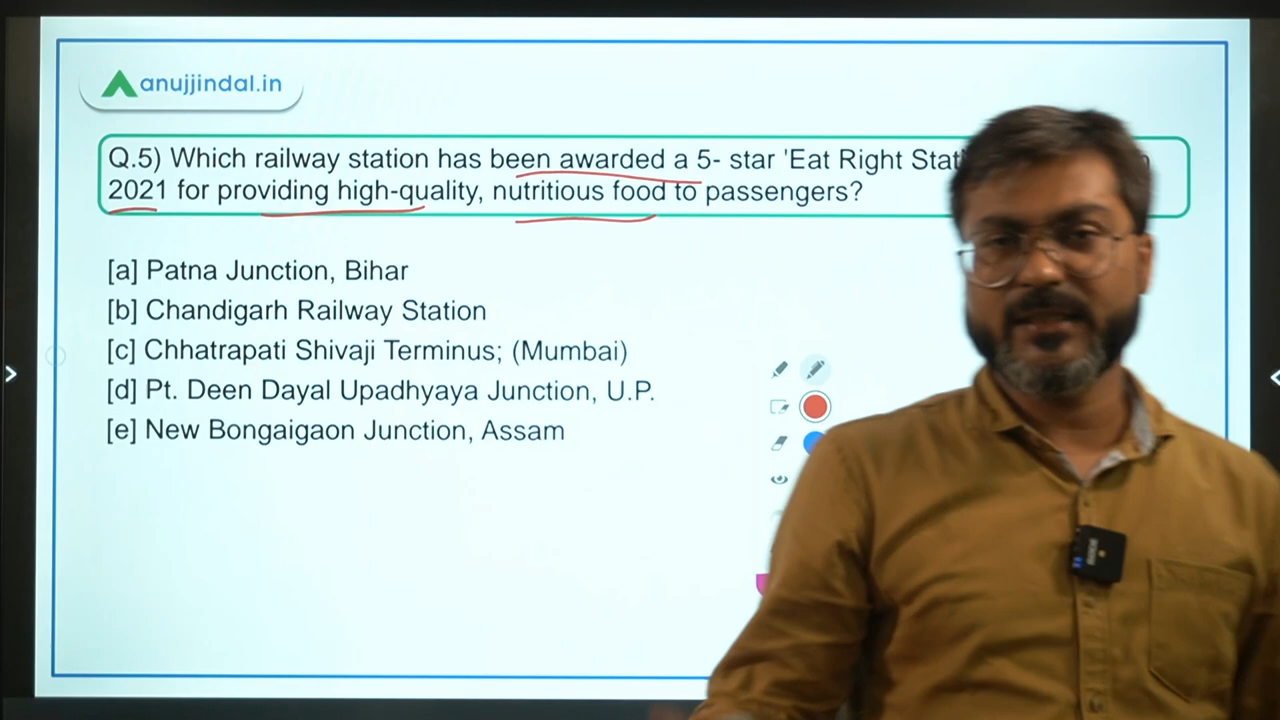 anujjindal.in
Q.5) Which railway station has been awarded a 5- star 'Eat Right
2021 for providing high-quality, nutritious food to passengers?
[a] Patna Junction, Bihar
[b] Chandigarh Railway Station
[c] Chhatrapati Shivaji Terminus; (Mumbai)
[d] Pt. Deen Dayal Upadhyaya Junction, U.P.
[e] New Bongaigaon Junction, Assam